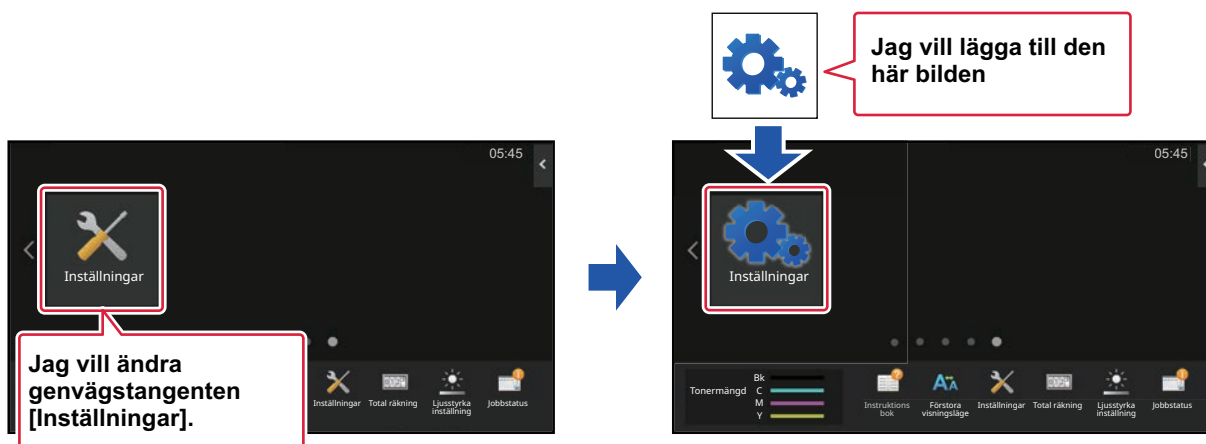 Jag vill lägga till den
här bilden
05:45
Inställningar
Jag vill ändra
genvägstangenten
[Inställningar].
Inställningar
Total räkning
Ljusstyrka
inställning
Jobbstatus
05:45
Inställningar
Tonermängd
Bk
C
M
Y
Instruktions
bok
Förstora
visningsläge
Inställningar
Total räkning
Ljusstyrka
inställning
Jobbstatus